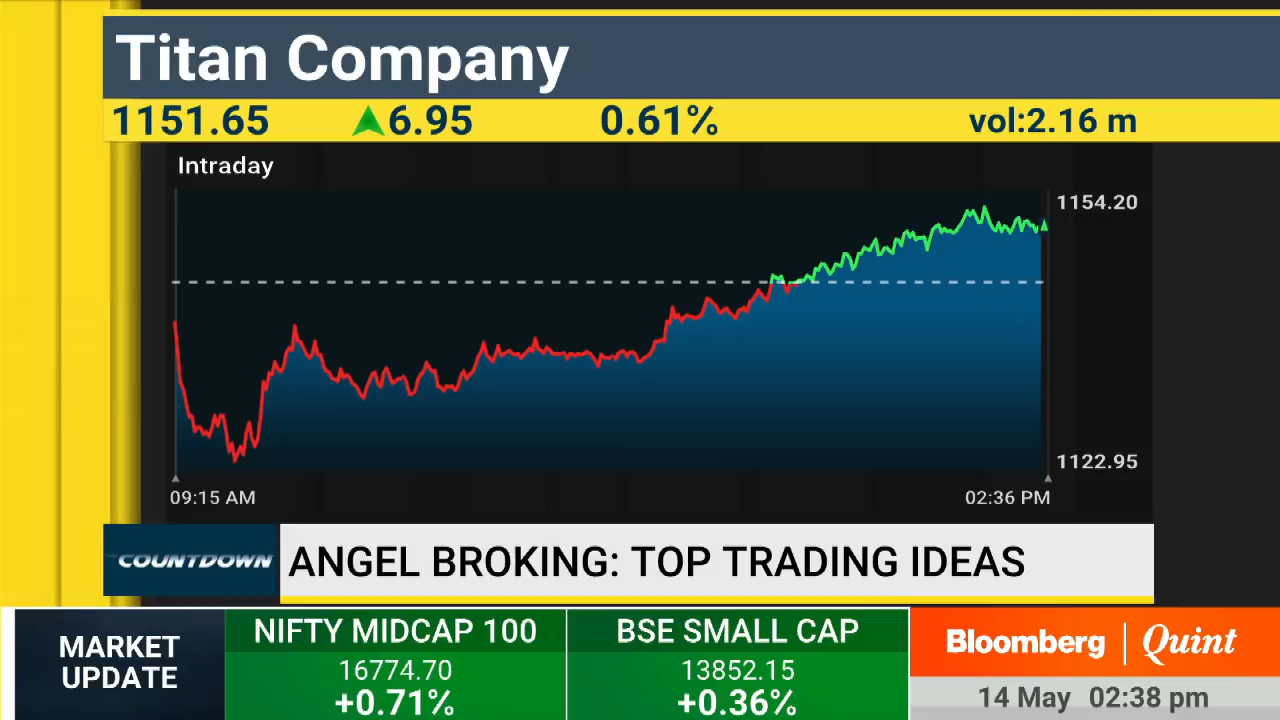 Titan Company
1151.65 ▲6.95 0.61% vol:2.16 m
Intraday
1154.20
1122.95
09:15 AM 02:36 PM
COUNTDOWN ANGEL BROKING: TOP TRADING IDEAS
MARKET UPDATE
NIFTY MIDCAP 100
16774.70
+0.71%
BSE SMALL CAP
13852.15
+0.36%
Bloomberg | Quint
14 May 02:38 pm